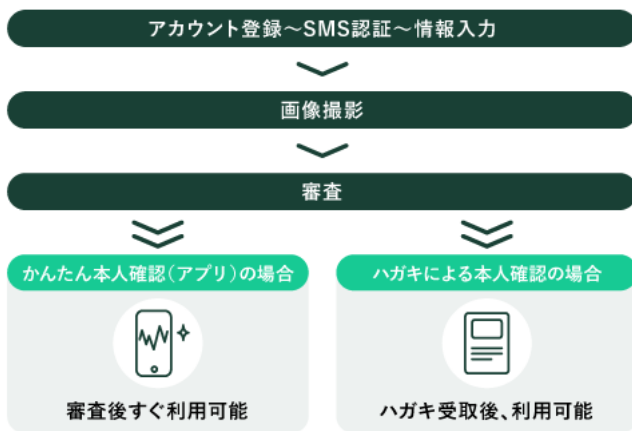 アカウント登録～SMS認証～情報入力
画像撮影
審査
かんたん本人確認(アプリ)の場合
ハガキによる本人確認の場合
審査後すぐ利用可能
ハガキ受取後、利用可能